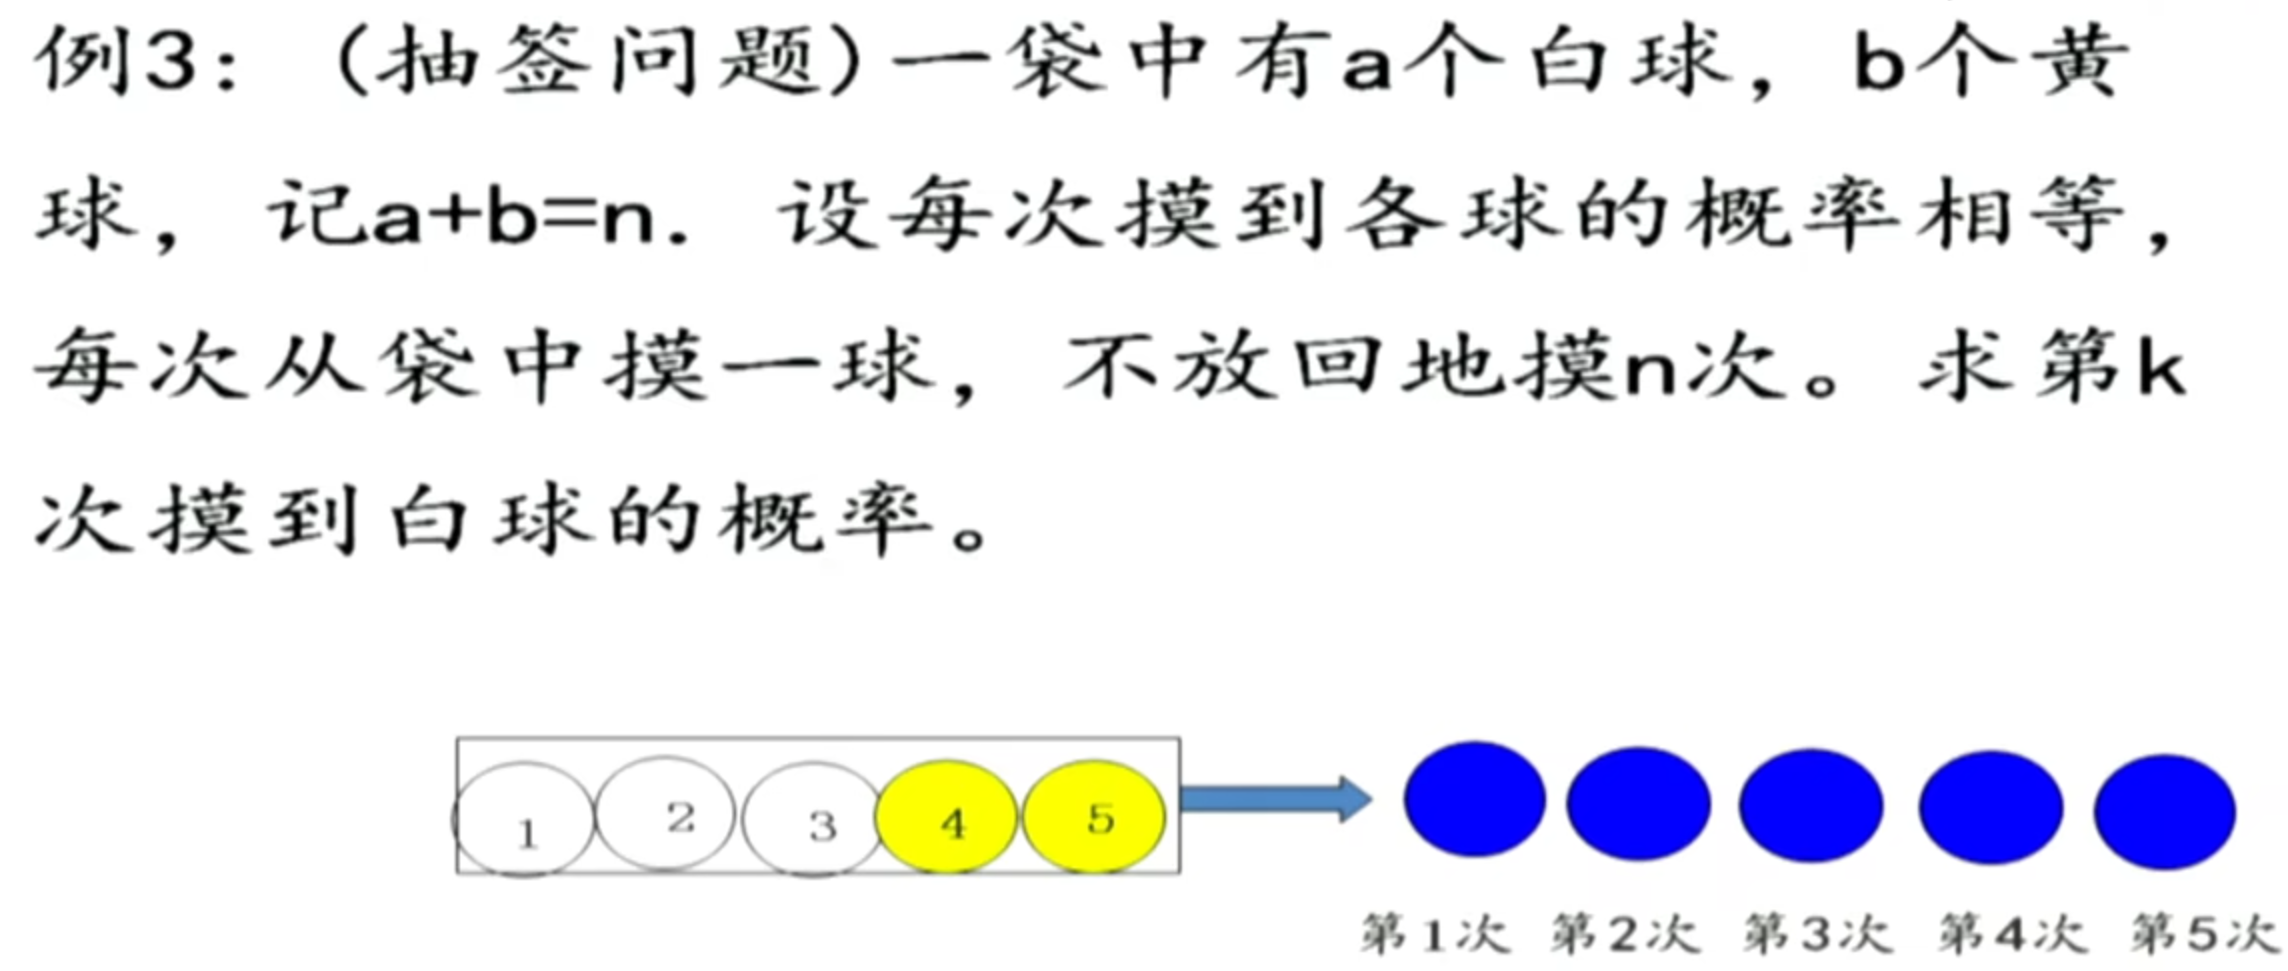 例3：（抽签问题）一袋中有a个白球，b个黄
球，记a+b=n．设每次摸到各球的概率相等，
每次从袋中摸一球，不放回地摸n次。求第k
次摸到白球的概率。
1 2 3 4 5
第1次 第2次 第3次 第4次 第5次